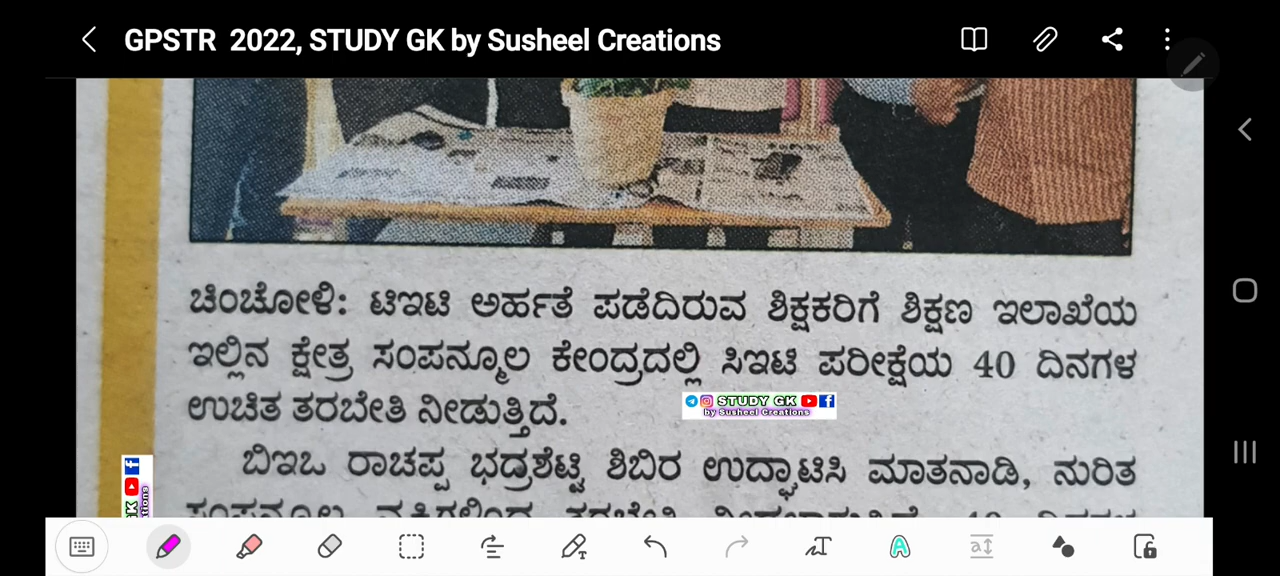 GPSTR 2022, STUDY GK by Susheel Creations
ಚಿಂಚೋಳಿ: ಟಿಇಟಿ ಅರ್ಹತೆ ಪಡೆದಿರುವ ಶಿಕ್ಷಕರಿಗೆ ಶಿಕ್ಷಣ ಇಲಾಖೆಯ
ಇಲ್ಲಿನ ಕ್ಷೇತ್ರ ಸಂಪನ್ಮೂಲ ಕೇಂದ್ರದಲ್ಲಿ ಸಿಇಟಿ ಪರೀಕ್ಷೆಯ 40 ದಿನಗಳ
ಉಚಿತ ತರಬೇತಿ ನೀಡುತ್ತಿದೆ.
STUDY GK
by Susheel Creations
ಬಿಇಒ ರಾಚಪ್ಪ ಭದ್ರಶೆಟ್ಟಿ ಶಿಬಿರ ಉದ್ಘಾಟಿಸಿ ಮಾತನಾಡಿ, ನುರಿತ